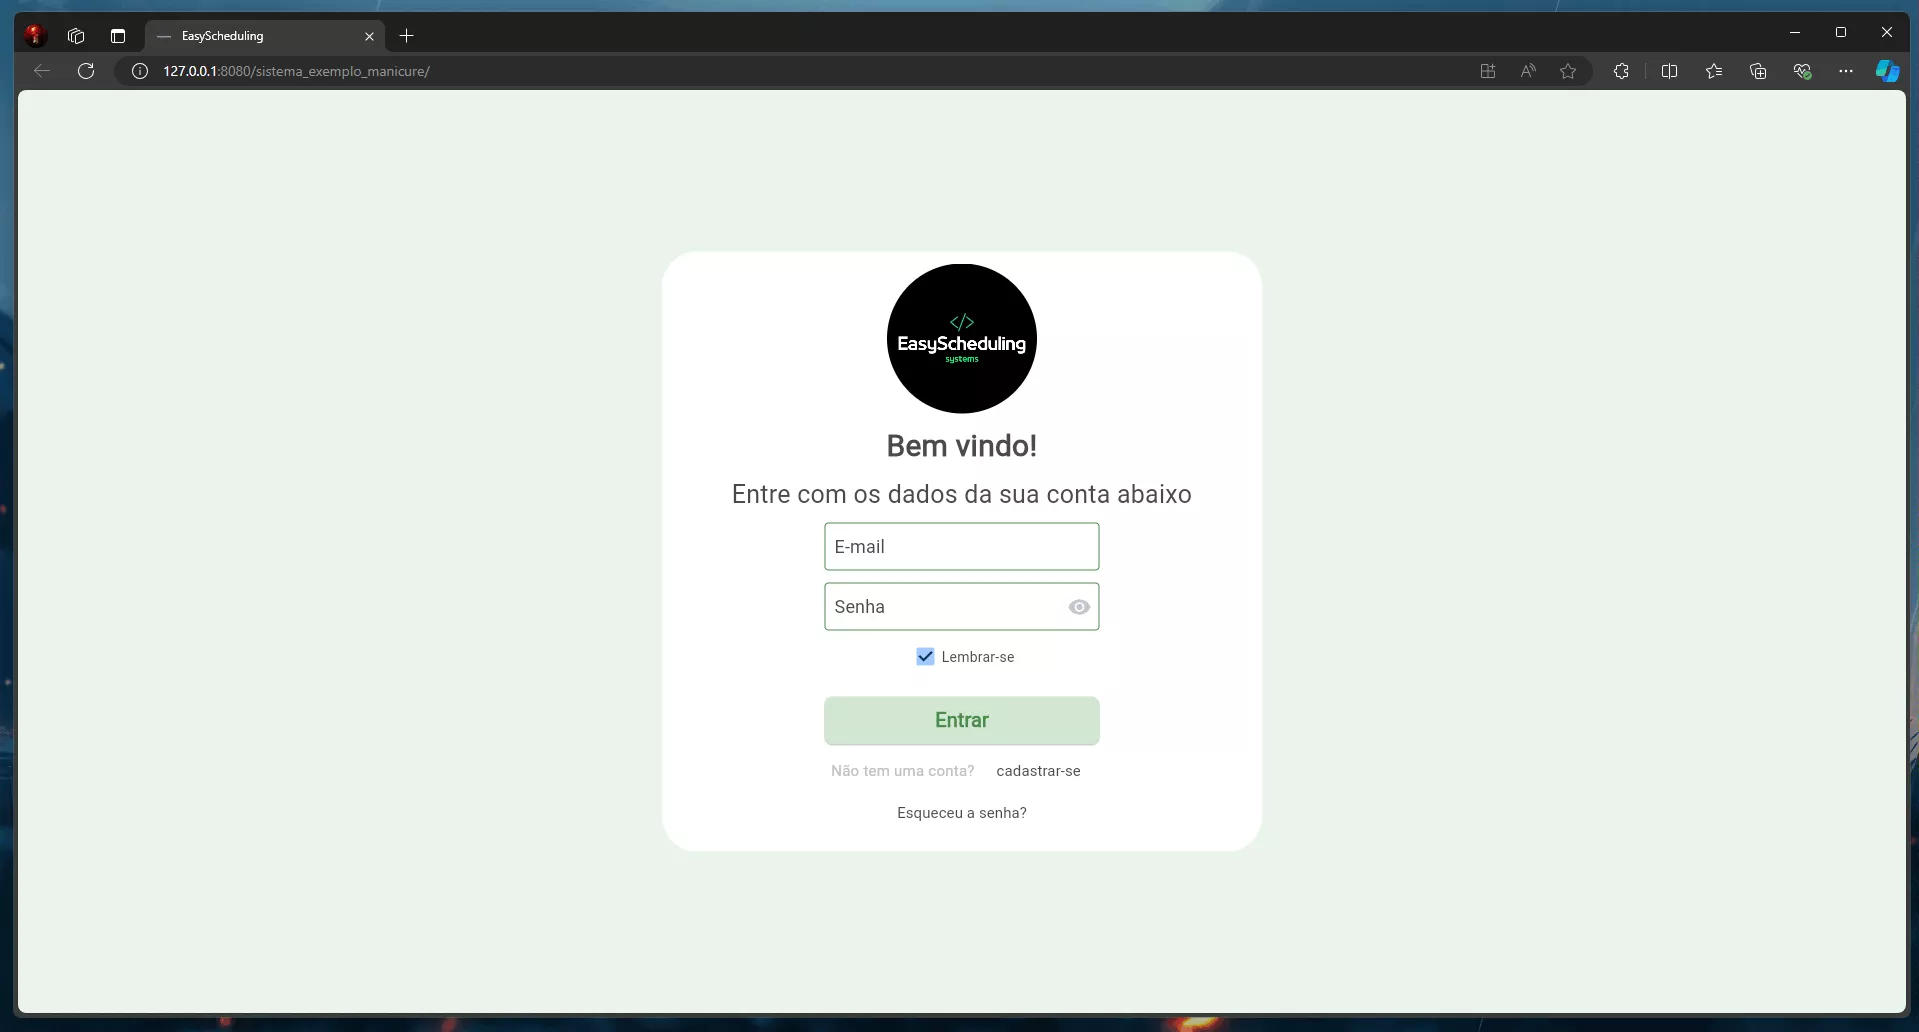 EasyScheduling
127.0.0.1:8080/sistema_exemplo_manicure/
</>
EasyScheduling
systems
Bem vindo!
Entre com os dados da sua conta abaixo
E-mail
Senha
Lembrar-se
Entrar
Não tem uma conta? cadastrar-se
Esqueceu a senha?